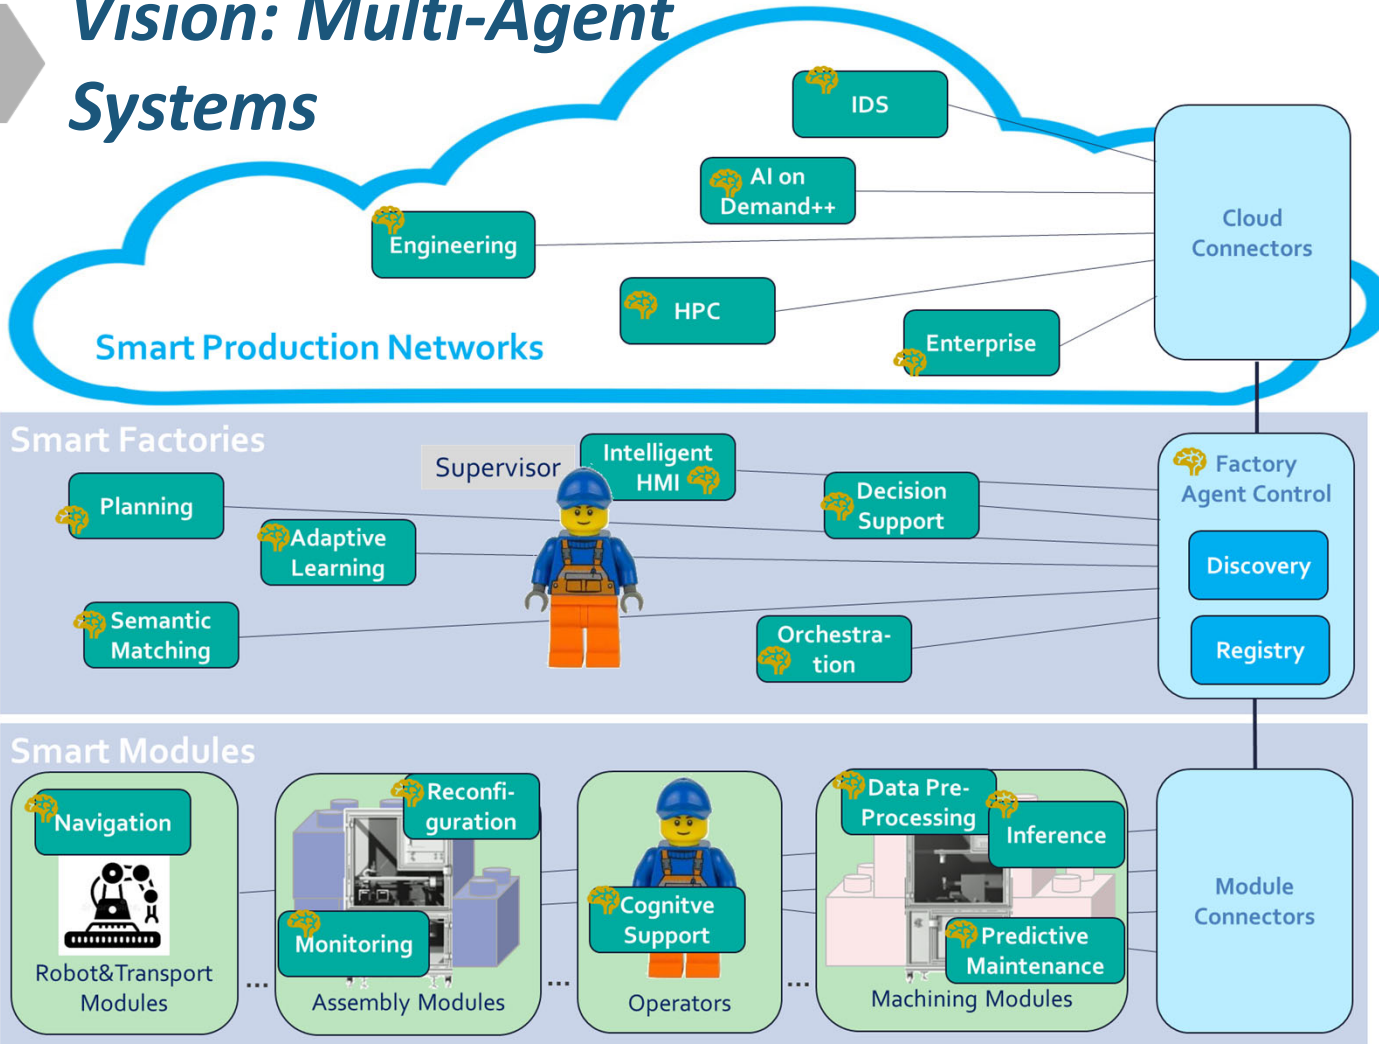 Vision: Multi-Agent
Systems
IDS
AI on
Demand++
Engineering
HPC
Enterprise
Cloud
Connectors
Smart Production Networks
Smart Factories
Supervisor
Intelligent
HMI
Planning
Adaptive
Learning
Semantic
Matching
Decision
Support
Orchestra-
tion
Factory
Agent Control
Discovery
Registry
Smart Modules
Navigation
Robot&Transport
Modules
...
Reconfi-
guration
Monitoring
Assembly Modules
...
Cognitve
Support
Operators
...
Data Pre-
Processing
Inference
Predictive
Maintenance
Machining Modules
Module
Connectors